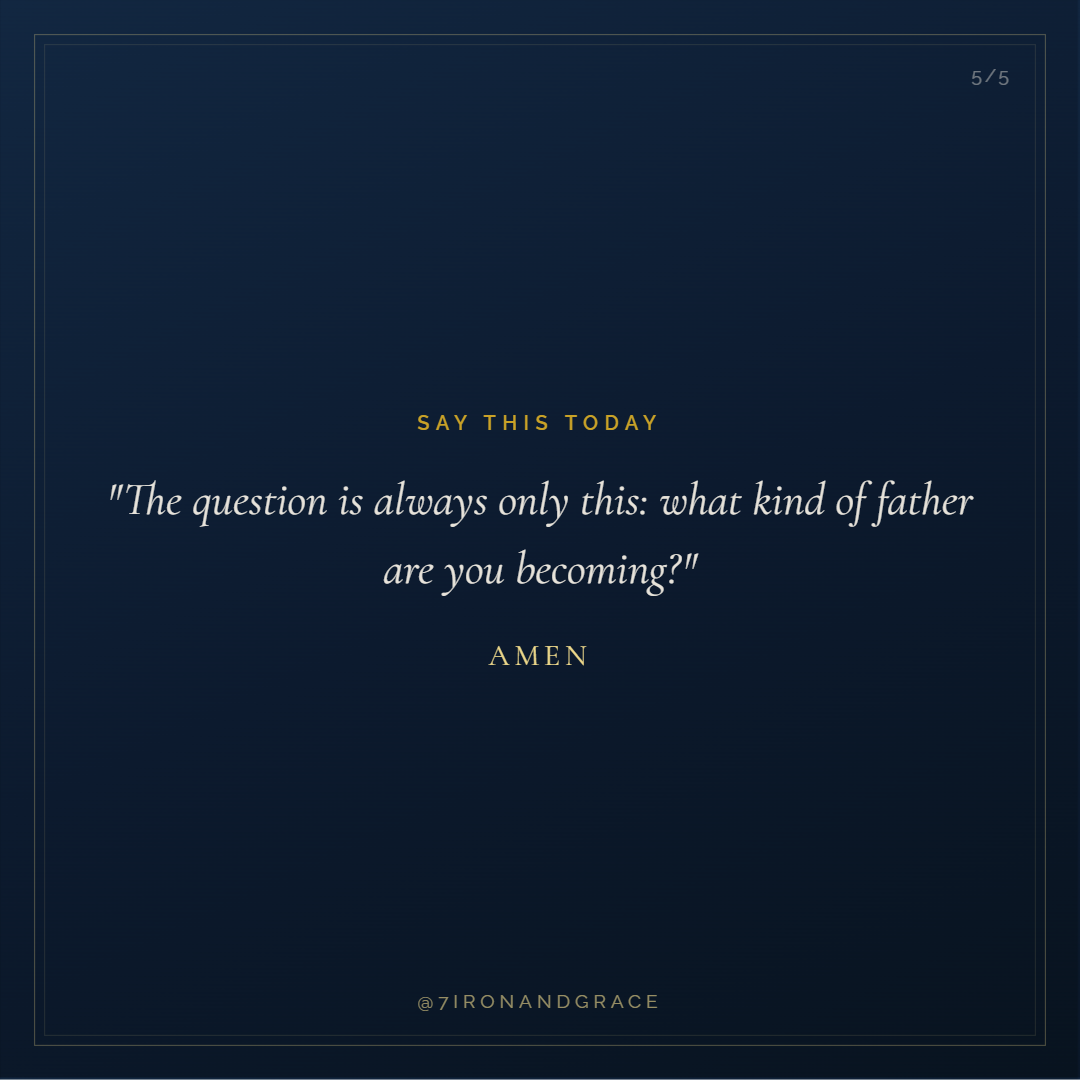 5/5
SAY THIS TODAY
"The question is always only this: what kind of father
are you becoming?"
AMEN
@7IRONANDGRACE